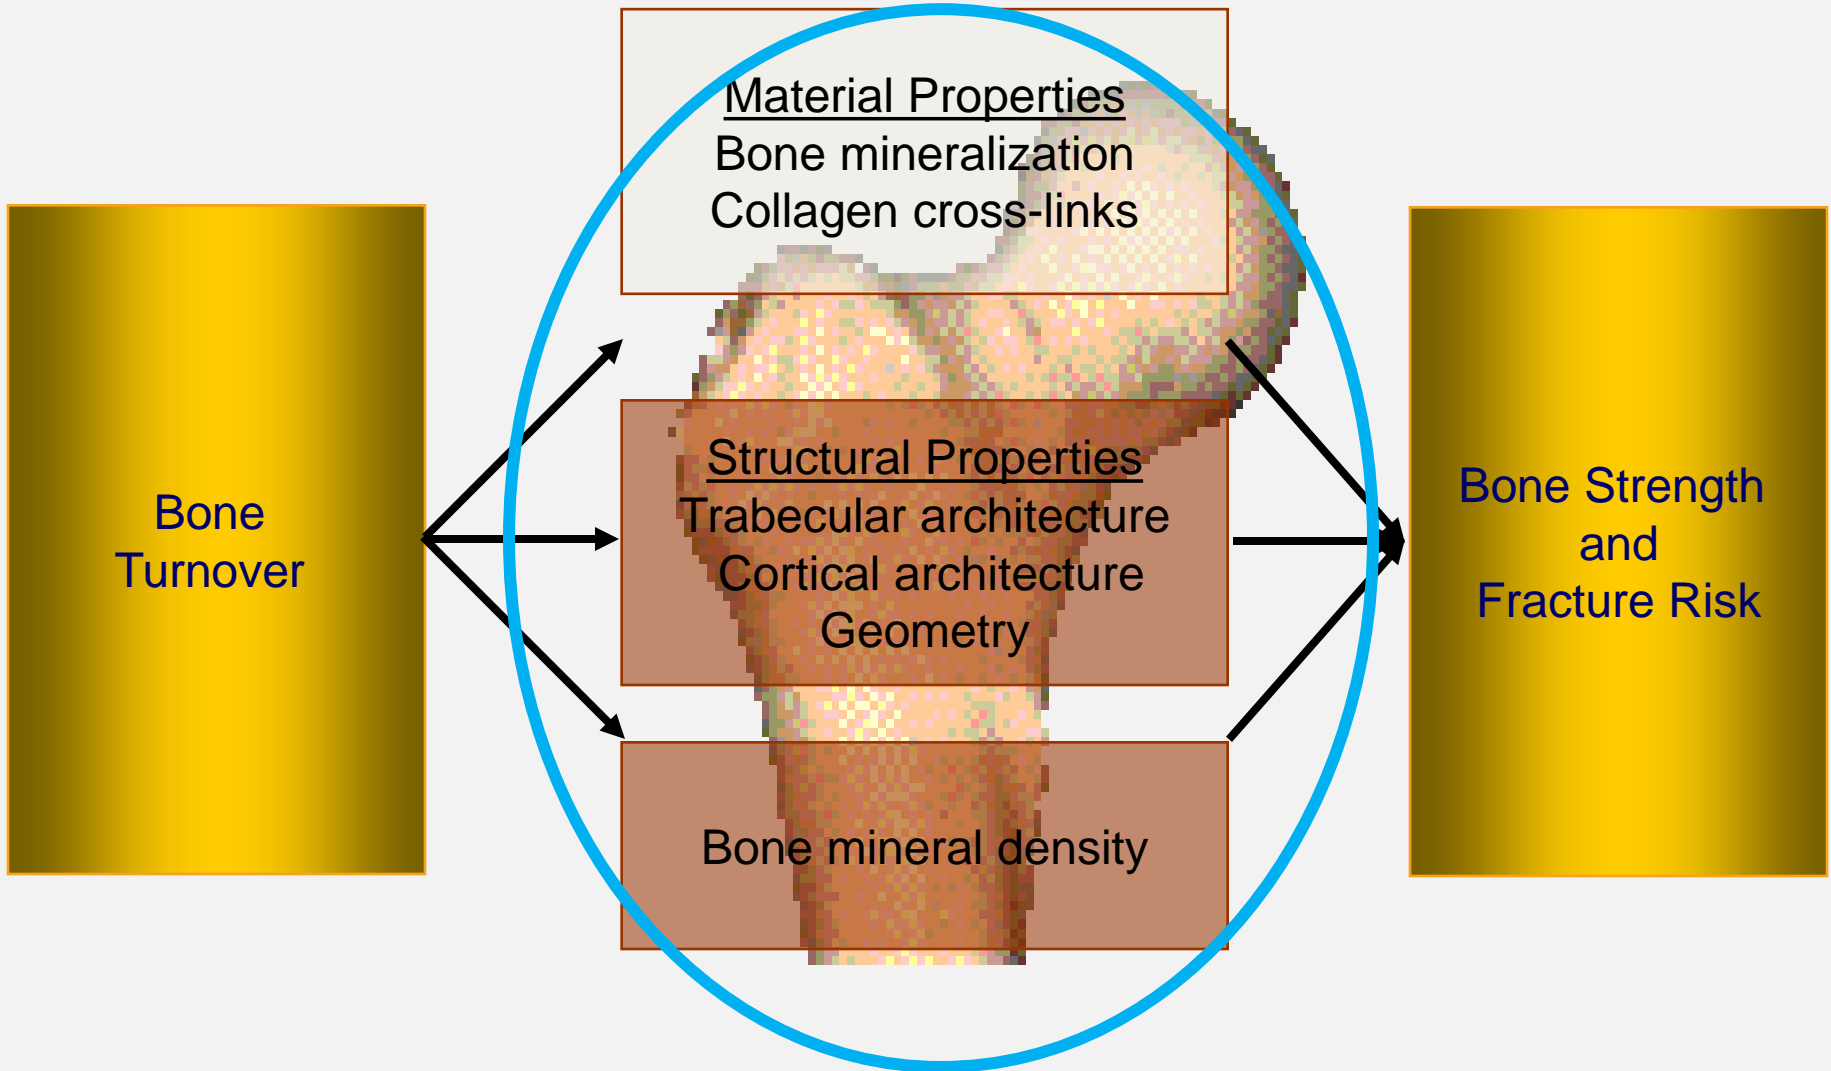 Material Properties
Bone mineralization
Collagen cross-links
Bone
Turnover
Structural Properties
Trabecular architecture
Cortical architecture
Geometry
Bone mineral density
Bone Strength
and
Fracture Risk